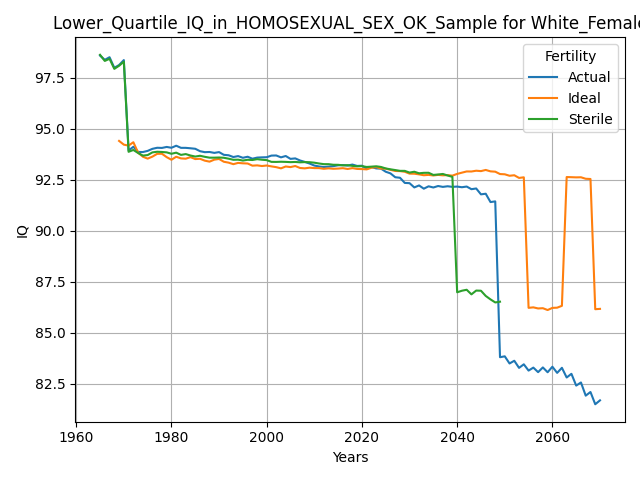 Lower_Quartile_IQ_in_HOMOSEXUAL_SEX_OK_Sample for White_Female
Fertility
Actual
Ideal
Sterile
97.5
95.0
92.5
90.0
87.5
85.0
82.5
IQ
1960
1980
2000
2020
2040
2060
Years